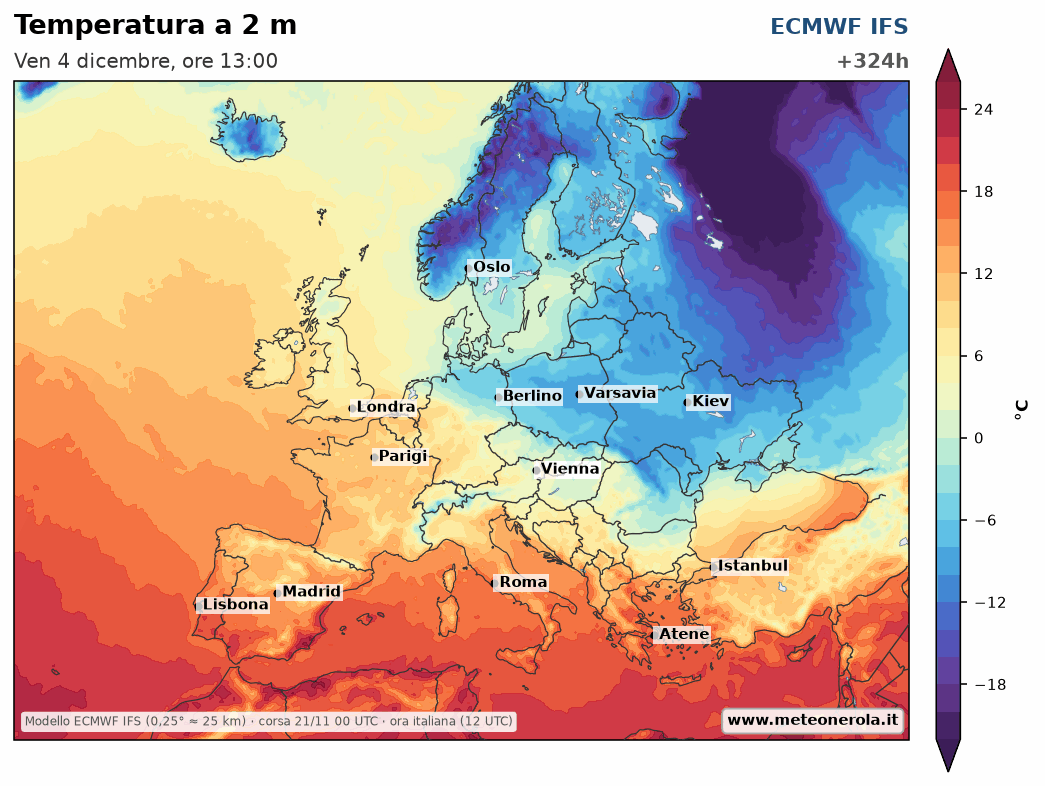 Temperatura a 2 m
ECMWF IFS
Ven 4 dicembre, ore 13:00
+324h
24
18
12
6
0
−6
−12
−18
°C
Oslo
Berlino
Varsavia
Kiev
Londra
Parigi
Vienna
Istanbul
Roma
Madrid
Lisbona
Atene
Modello ECMWF IFS (0,25° ≈ 25 km) · corsa 21/11 00 UTC · ora italiana (12 UTC)
www.meteonerola.it